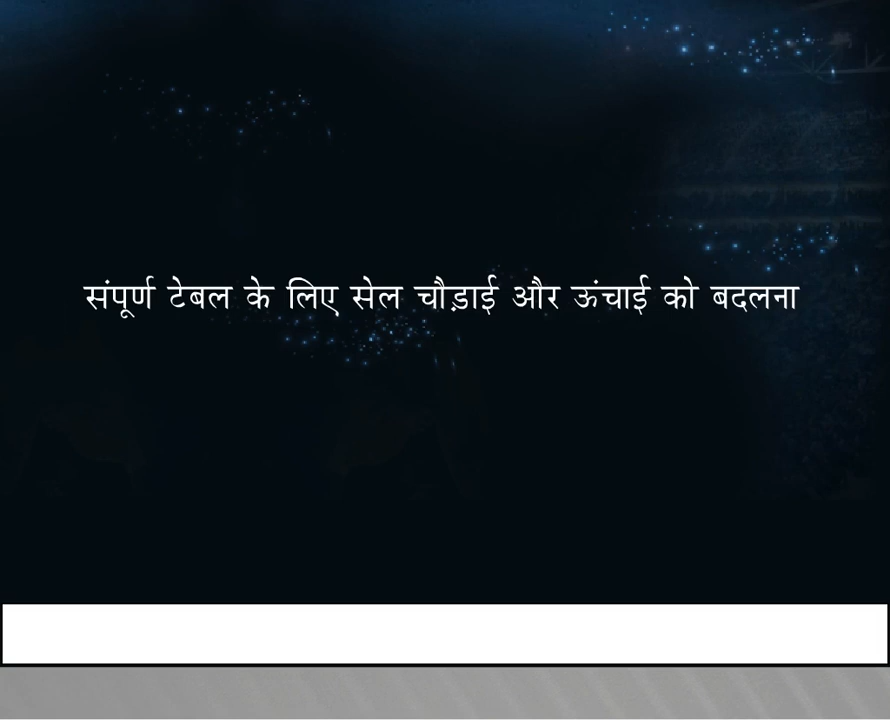 संपूर्ण टेबल के लिए सेल चौड़ाई और ऊंचाई को बदलना